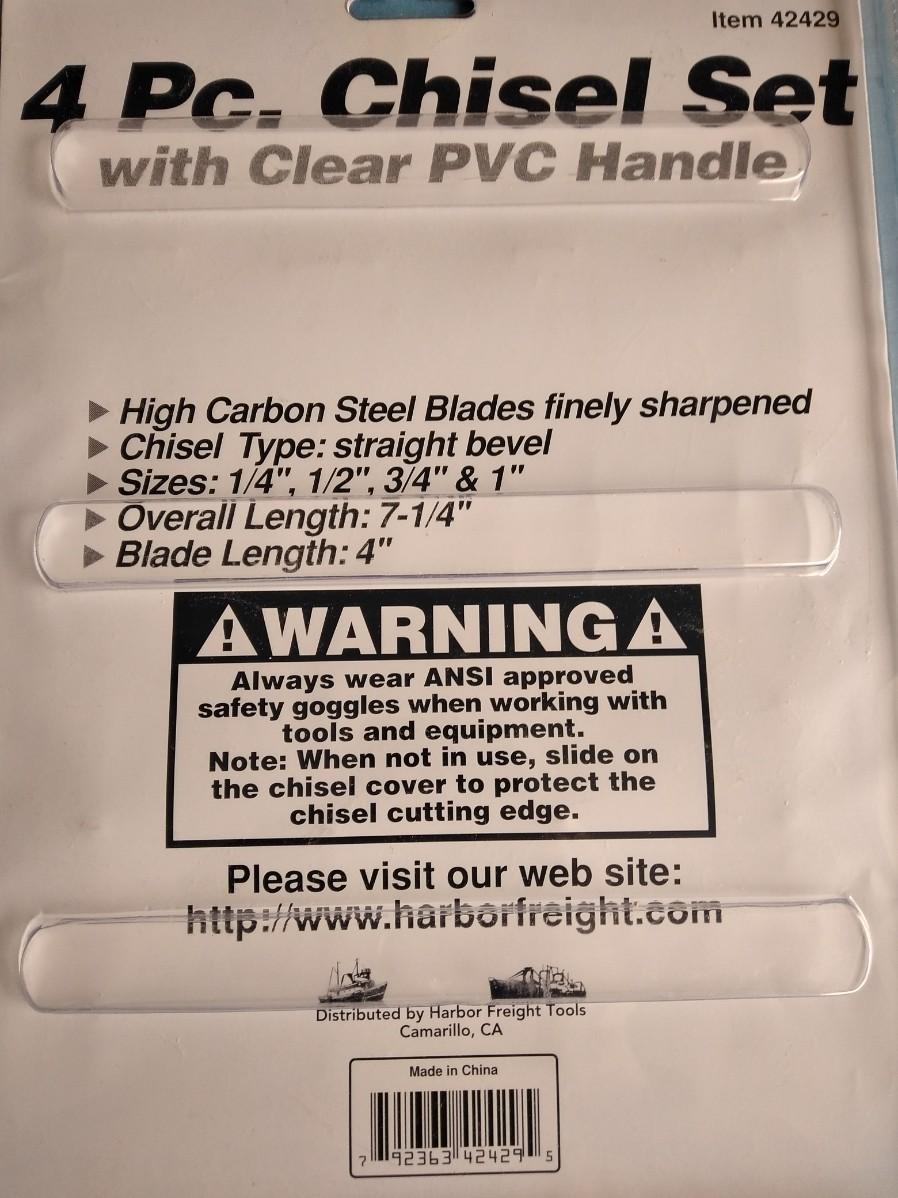 Item 42429
4 Pc. Chisel Set
with Clear PVC Handle
High Carbon Steel Blades finely sharpened
Chisel Type: straight bevel
Sizes: 1/4", 1/2", 3/4" & 1"
Overall Length: 7-1/4"
Blade Length: 4"
WARNING
Always wear ANSI approved
safety goggles when working with
tools and equipment.
Note: When not in use, slide on
the chisel cover to protect the
chisel cutting edge.
Please visit our web site:
http://www.harborfreight.com
Distributed by Harbor Freight Tools
Camarillo, CA
Made in China
7 92363 42429 5